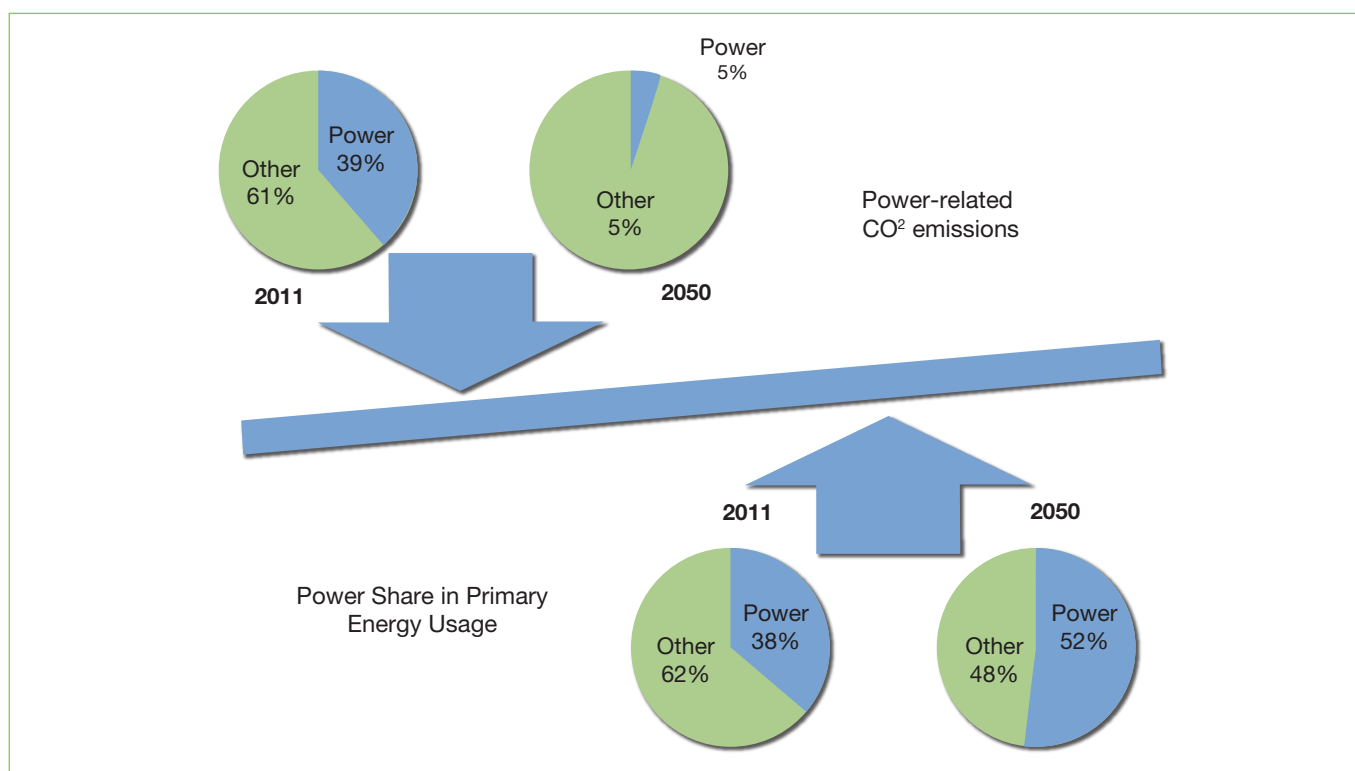 Power
5%
Power
39%
Other
61%
Other
5%
2011
2050
Power-related
CO² emissions
2011
2050
Power Share in Primary
Energy Usage
Power
38%
Other
62%
Power
52%
Other
48%